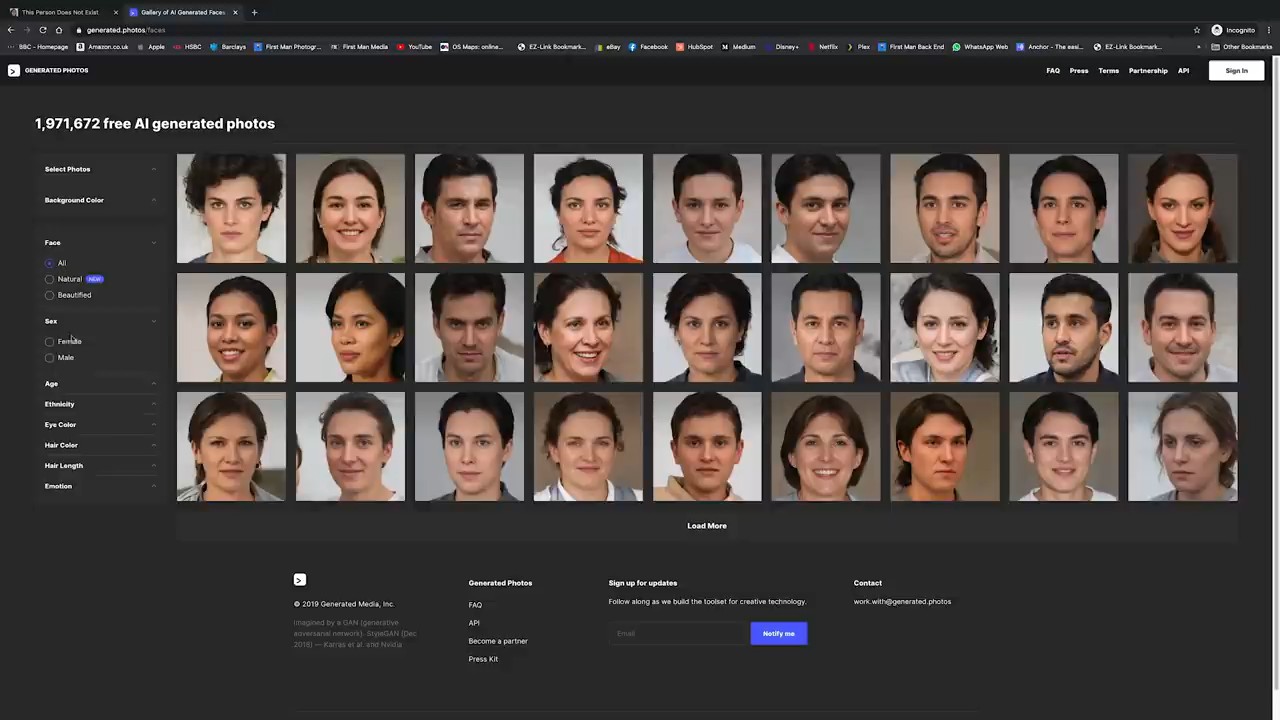 This Person Does Not Exist
Gallery of AI Generated Faces
generated.photos/faces
Incognito
BBC - Homepage
Amazon.co.uk
Apple
HSBC
Barclays
First Man Photogr...
First Man Media
YouTube
OS Maps: online...
EZ-Link Bookmark...
eBay
Facebook
HubSpot
Medium
Disney+
Netflix
Plex
First Man Back End
WhatsApp Web
Anchor - The easi...
EZ-Link Bookmark...
» Other Bookmarks
GENERATED PHOTOS
FAQ
Press
Terms
Partnership
API
Sign In
1,971,672 free AI generated photos
Select Photos
Background Color
Face
All
Natural NEW
Beautified
Sex
Female
Male
Age
Ethnicity
Eye Color
Hair Color
Hair Length
Emotion
Load More
© 2019 Generated Media, Inc.
Imagined by a GAN (generative
adversarial network). StyleGAN (Dec
2018) — Karras et al. and Nvidia
Generated Photos
FAQ
API
Become a partner
Press Kit
Sign up for updates
Follow along as we build the toolset for creative technology.
Email
Notify me
Contact
work.with@generated.photos